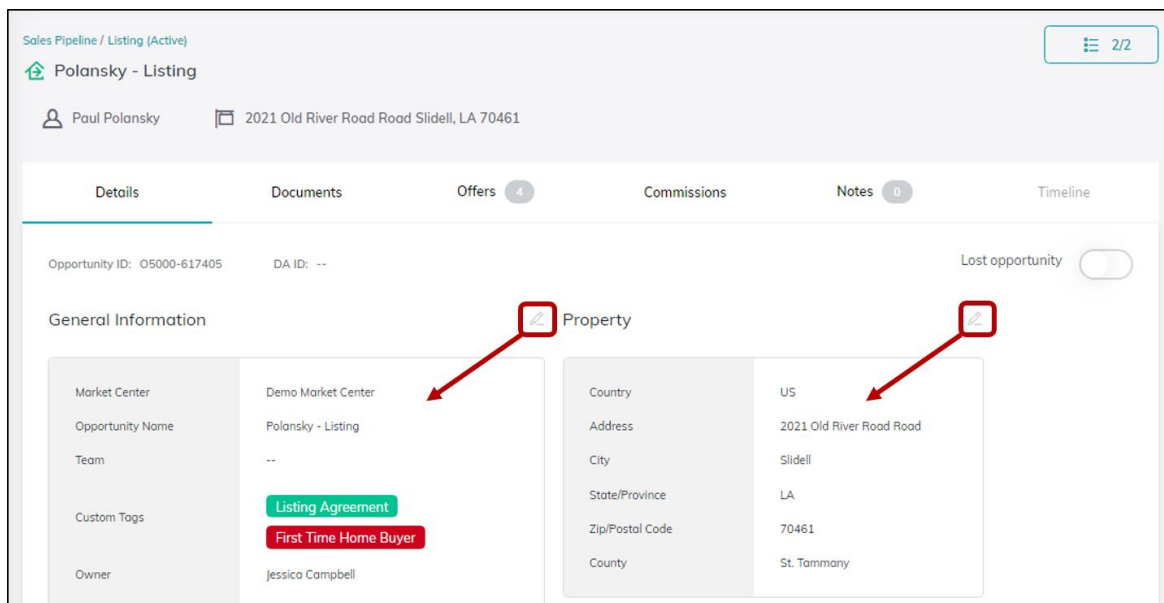 Sales Pipeline / Listing (Active)
2/2
Polansky - Listing
Paul Polansky 2021 Old River Road Road Slidell, LA 70461
Details Documents Offers 4 Commissions Notes 0 Timeline
Opportunity ID: O5000-617405 DA ID: -- Lost opportunity
General Information Property
Market Center Demo Market Center Country US
Opportunity Name Polansky - Listing Address 2021 Old River Road Road
Team -- City Slidell
Custom Tags Listing Agreement State/Province LA
First Time Home Buyer Zip/Postal Code 70461
Owner Jessica Campbell County St. Tammany